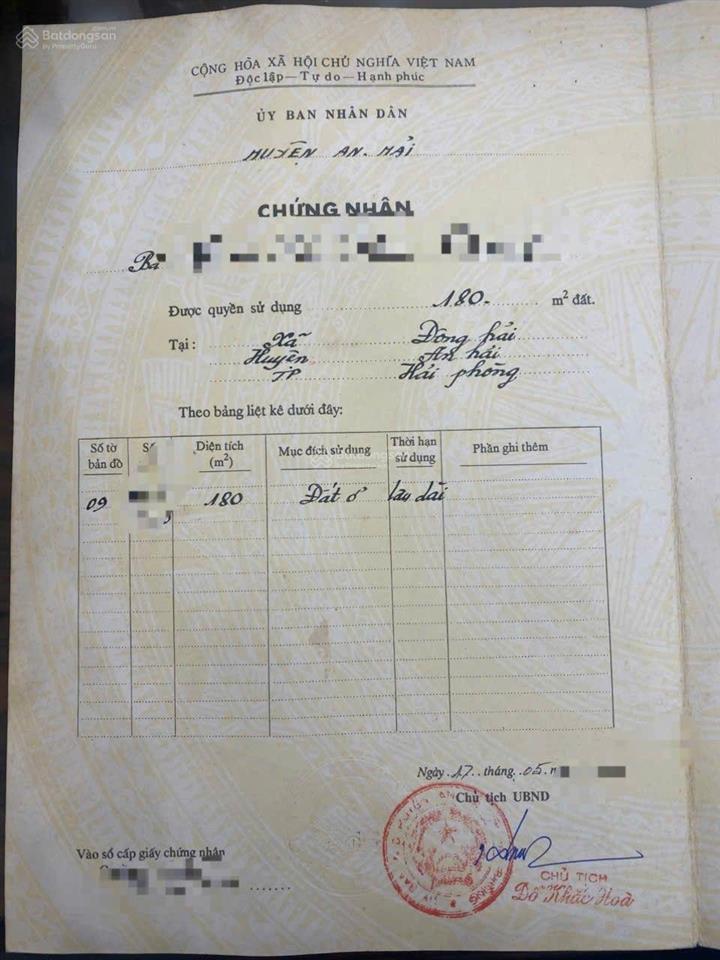 Batdongsan
by PropertyGuru
CỘNG HÒA XÃ HỘI CHỦ NGHĨA VIỆT NAM
Độc lập — Tự do — Hạnh phúc
ỦY BAN NHÂN DÂN
HUYỆN AN. HẢI
CHỨNG NHẬN
Bà
Được quyền sử dụng 180. m² đất.
Tại: Xã Đông hải
Huyện An hải
TP Hải phòng
Theo bảng liệt kê dưới đây:
Số tờ bản đồ Diện tích (m²) Mục đích sử dụng Thời hạn sử dụng Phần ghi thêm
09 180 Đất ở lâu dài
Ngày 17 tháng 05
Chủ tịch UBND
Vào sổ cấp giấy chứng nhận
CHỦ TỊCH
Đỗ Khắc Hoà